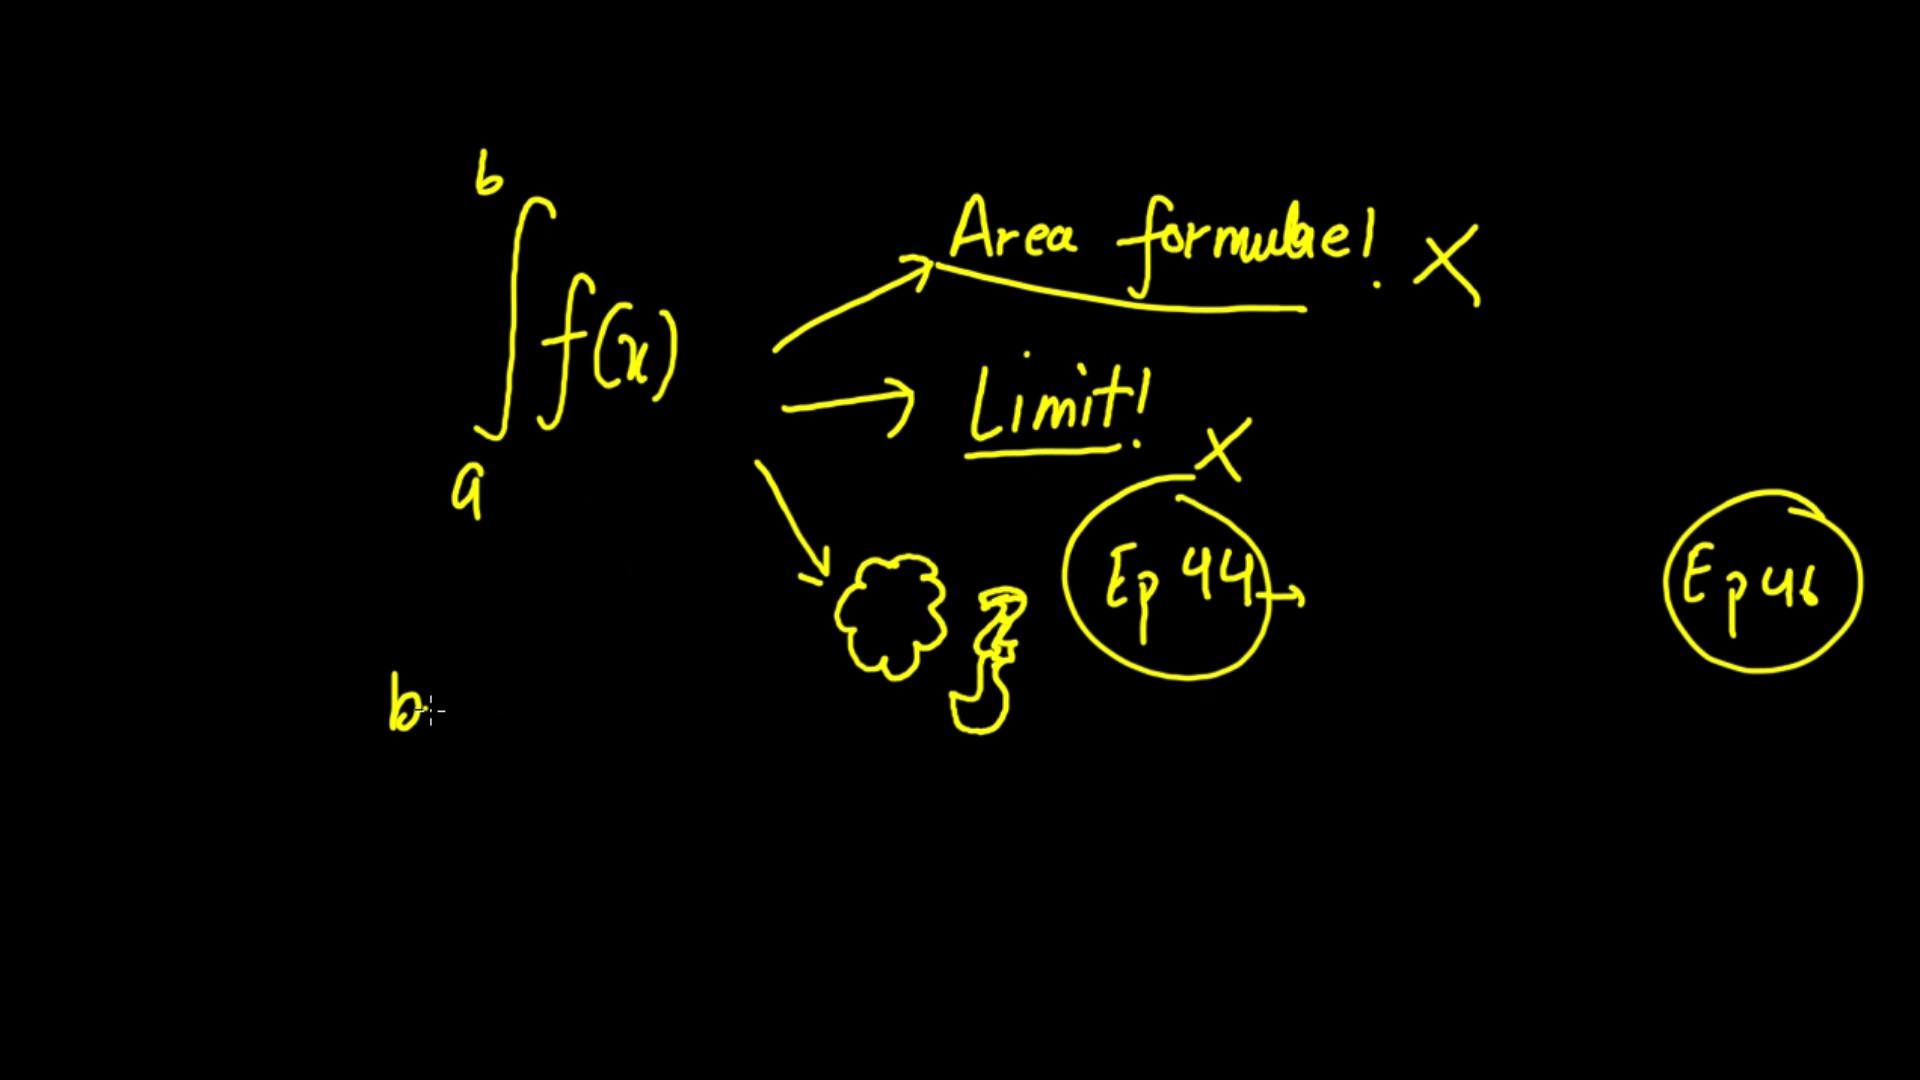 b
∫ f(x)
a
Area formulae! X
Limit! X
Ep 44 →
Ep 46
b